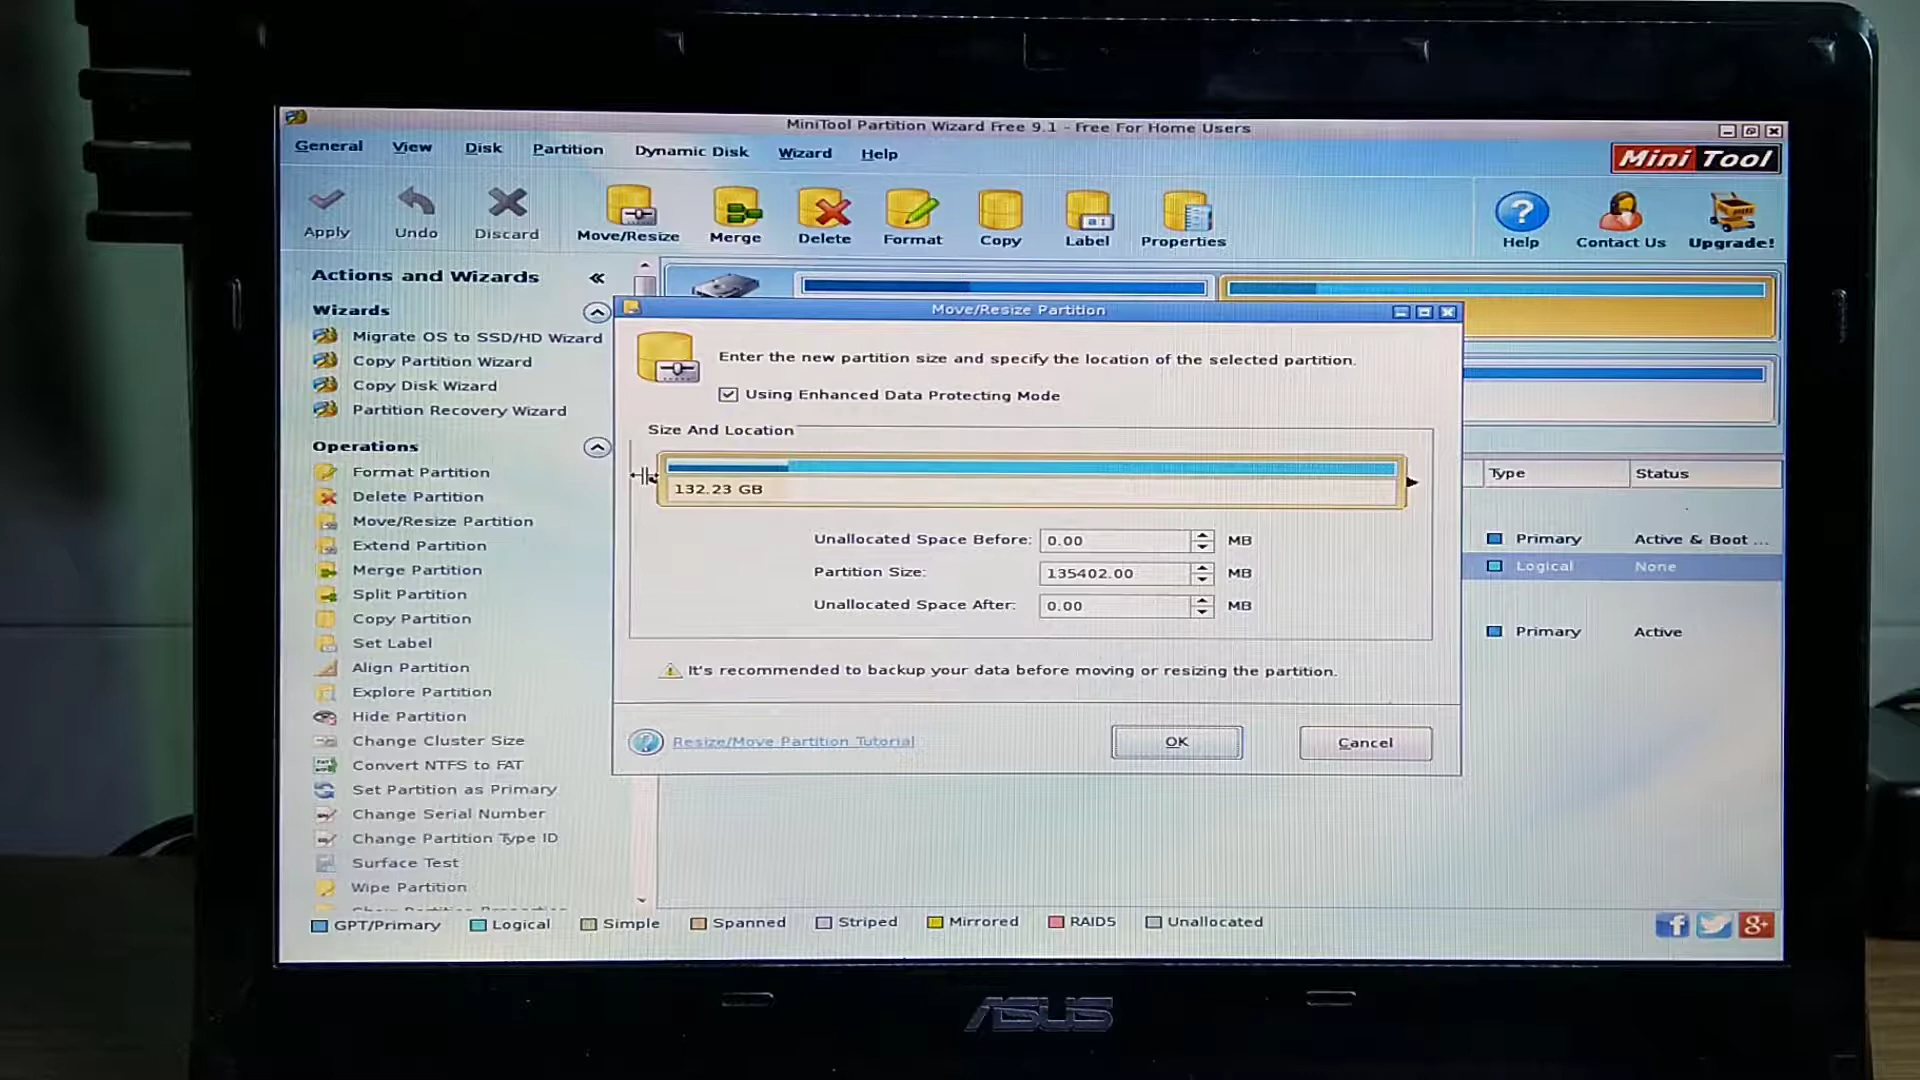 MiniTool Partition Wizard Free 9.1 - Free For Home Users
General View Disk Partition Dynamic Disk Wizard Help
Mini Tool
Apply Undo Discard Move/Resize Merge Delete Format Copy Label Properties Help Contact Us Upgrade!
Actions and Wizards
Wizards
Migrate OS to SSD/HD Wizard
Copy Partition Wizard
Copy Disk Wizard
Partition Recovery Wizard
Operations
Format Partition
Delete Partition
Move/Resize Partition
Extend Partition
Merge Partition
Split Partition
Copy Partition
Set Label
Align Partition
Explore Partition
Hide Partition
Change Cluster Size
Convert NTFS to FAT
Set Partition as Primary
Change Serial Number
Change Partition Type ID
Surface Test
Wipe Partition
Move/Resize Partition
Enter the new partition size and specify the location of the selected partition.
Using Enhanced Data Protecting Mode
Size And Location
132.23 GB
Unallocated Space Before: 0.00 MB
Partition Size: 135402.00 MB
Unallocated Space After: 0.00 MB
It's recommended to backup your data before moving or resizing the partition.
Resize/Move Partition Tutorial
OK Cancel
Type Status
Primary Active & Boot ...
Logical None
Primary Active
GPT/Primary Logical Simple Spanned Striped Mirrored RAID5 Unallocated
ASUS